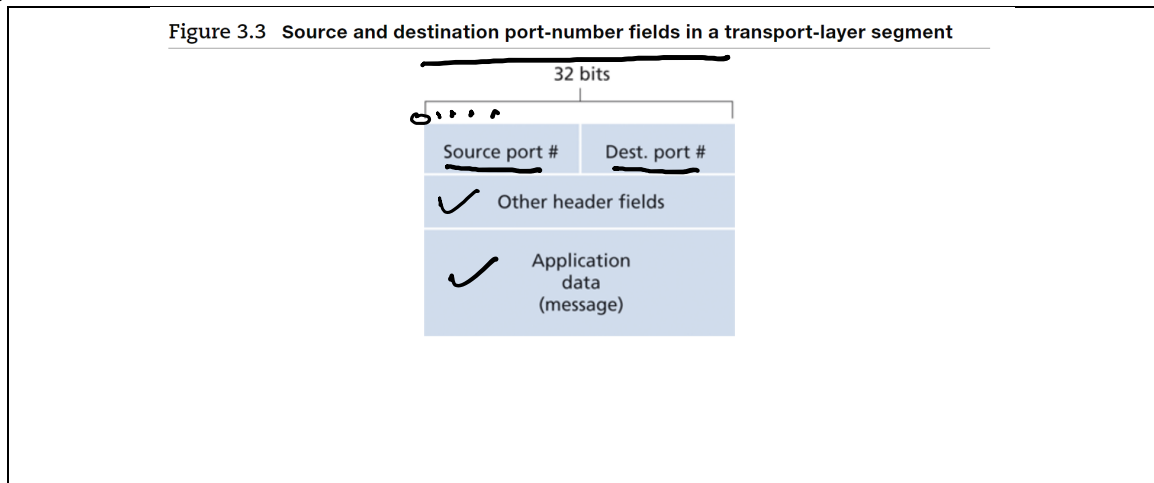 Figure 3.3 Source and destination port-number fields in a transport-layer segment
32 bits
Source port # Dest. port #
Other header fields
Application
data
(message)